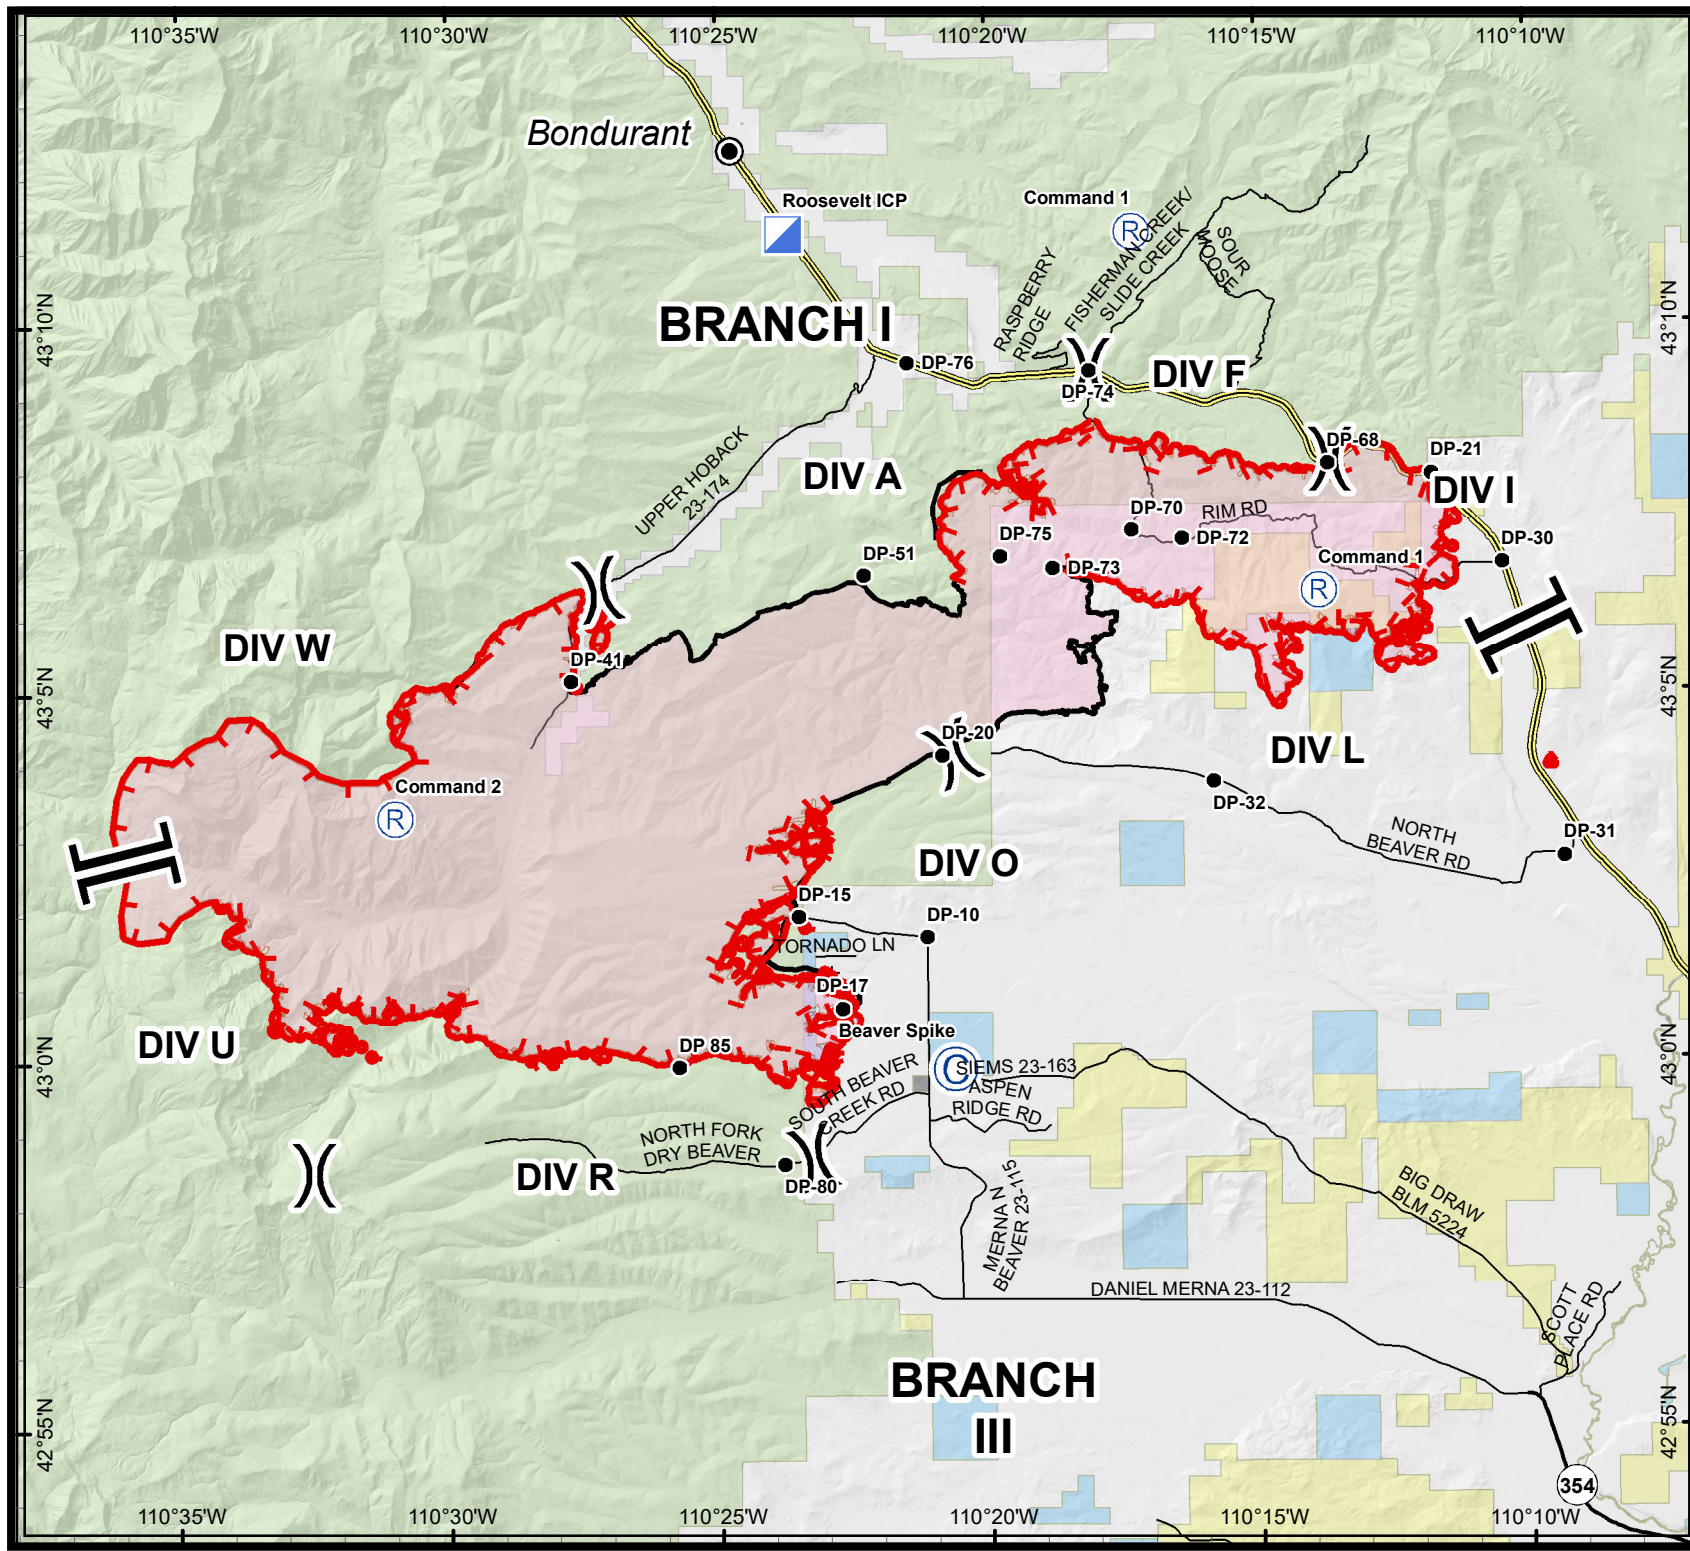 110°35'W
110°30'W
110°25'W
110°20'W
110°15'W
110°10'W
Bondurant
Roosevelt ICP
Command 1
R
FISHERMAN CREEK/
SLIDE CREEK
SOUR
MOOSE
RASPBERRY
RIDGE
43°10'N
43°10'N
BRANCH I
DP-76
DP-74
DIV F
DP-68
DP-21
DIV I
UPPER HOBACK
23-174
DIV A
DP-70
RIM RD
DP-72
DP-75
DP-73
DP-30
DP-51
Command 1
R
DIV W
DP-41
43°5'N
43°5'N
DP-20
DIV L
Command 2
R
DP-32
NORTH
BEAVER RD
DP-31
DIV O
DP-15
DP-10
TORNADO LN
DP-17
Beaver Spike
DIV U
DP 85
43°0'N
43°0'N
C
SIEMS 23-163
ASPEN
RIDGE RD
SOUTH BEAVER
CREEK RD
NORTH FORK
DRY BEAVER
DIV R
DP-80
MERNA N
BEAVER 23-115
BIG DRAW
BLM 5224
DANIEL MERNA 23-112
SCOTT
PLACE RD
BRANCH
III
42°55'N
42°55'N
354
110°35'W
110°30'W
110°25'W
110°20'W
110°15'W
110°10'W